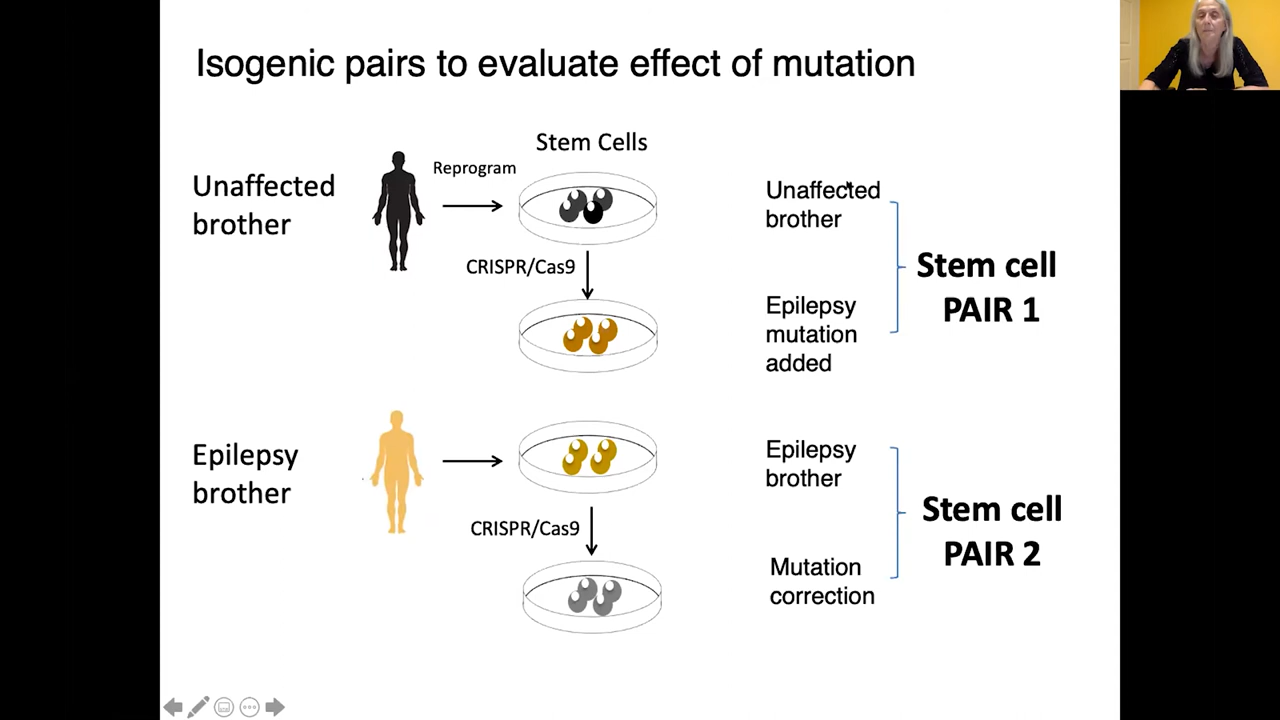 Isogenic pairs to evaluate effect of mutation
Stem Cells
Unaffected
brother
Reprogram
Unaffected
brother
CRISPR/Cas9
Stem cell
PAIR 1
Epilepsy
mutation
added
Epilepsy
brother
Epilepsy
brother
CRISPR/Cas9
Stem cell
PAIR 2
Mutation
correction